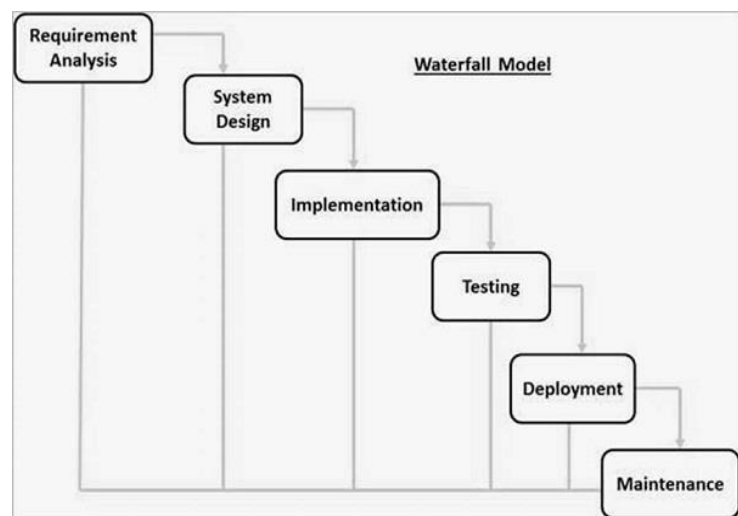 Requirement
Analysis
Waterfall Model
System
Design
Implementation
Testing
Deployment
Maintenance